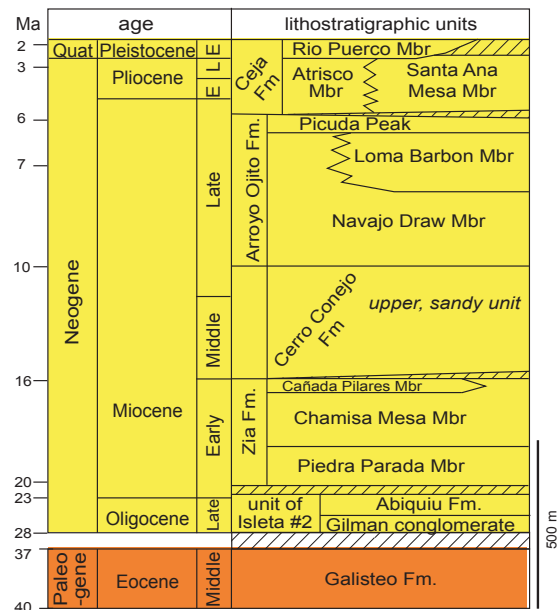 Ma
age
lithostratigraphic units
2
Quat
Pleistocene
E
Rio Puerco Mbr
3
Pliocene
L
E
Ceja
Fm
Atrisco
Mbr
Santa Ana
Mesa Mbr
6
Picuda Peak
7
Late
Arroyo Ojito Fm.
Loma Barbon Mbr
Navajo Draw Mbr
10
Neogene
Middle
Cerro Conejo
Fm
upper, sandy unit
16
Miocene
Early
Zia Fm.
Cañada Pilares Mbr
Chamisa Mesa Mbr
Piedra Parada Mbr
20
23
Oligocene
Late
unit of
Isleta #2
Abiquiu Fm.
Gilman conglomerate
28
37
Paleo
-gene
Eocene
Middle
Galisteo Fm.
40
500 m